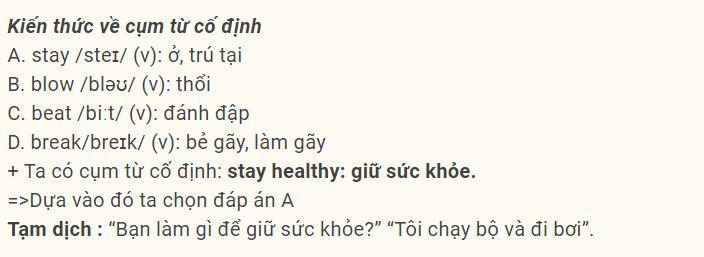 Kiến thức về cụm từ cố định
A. stay /steɪ/ (v): ở, trú tại
B. blow /bləʊ/ (v): thổi
C. beat /biːt/ (v): đánh đập
D. break/breɪk/ (v): bẻ gãy, làm gãy
+ Ta có cụm từ cố định: stay healthy: giữ sức khỏe.
=>Dựa vào đó ta chọn đáp án A
Tạm dịch : “Bạn làm gì để giữ sức khỏe?” “Tôi chạy bộ và đi bơi”.